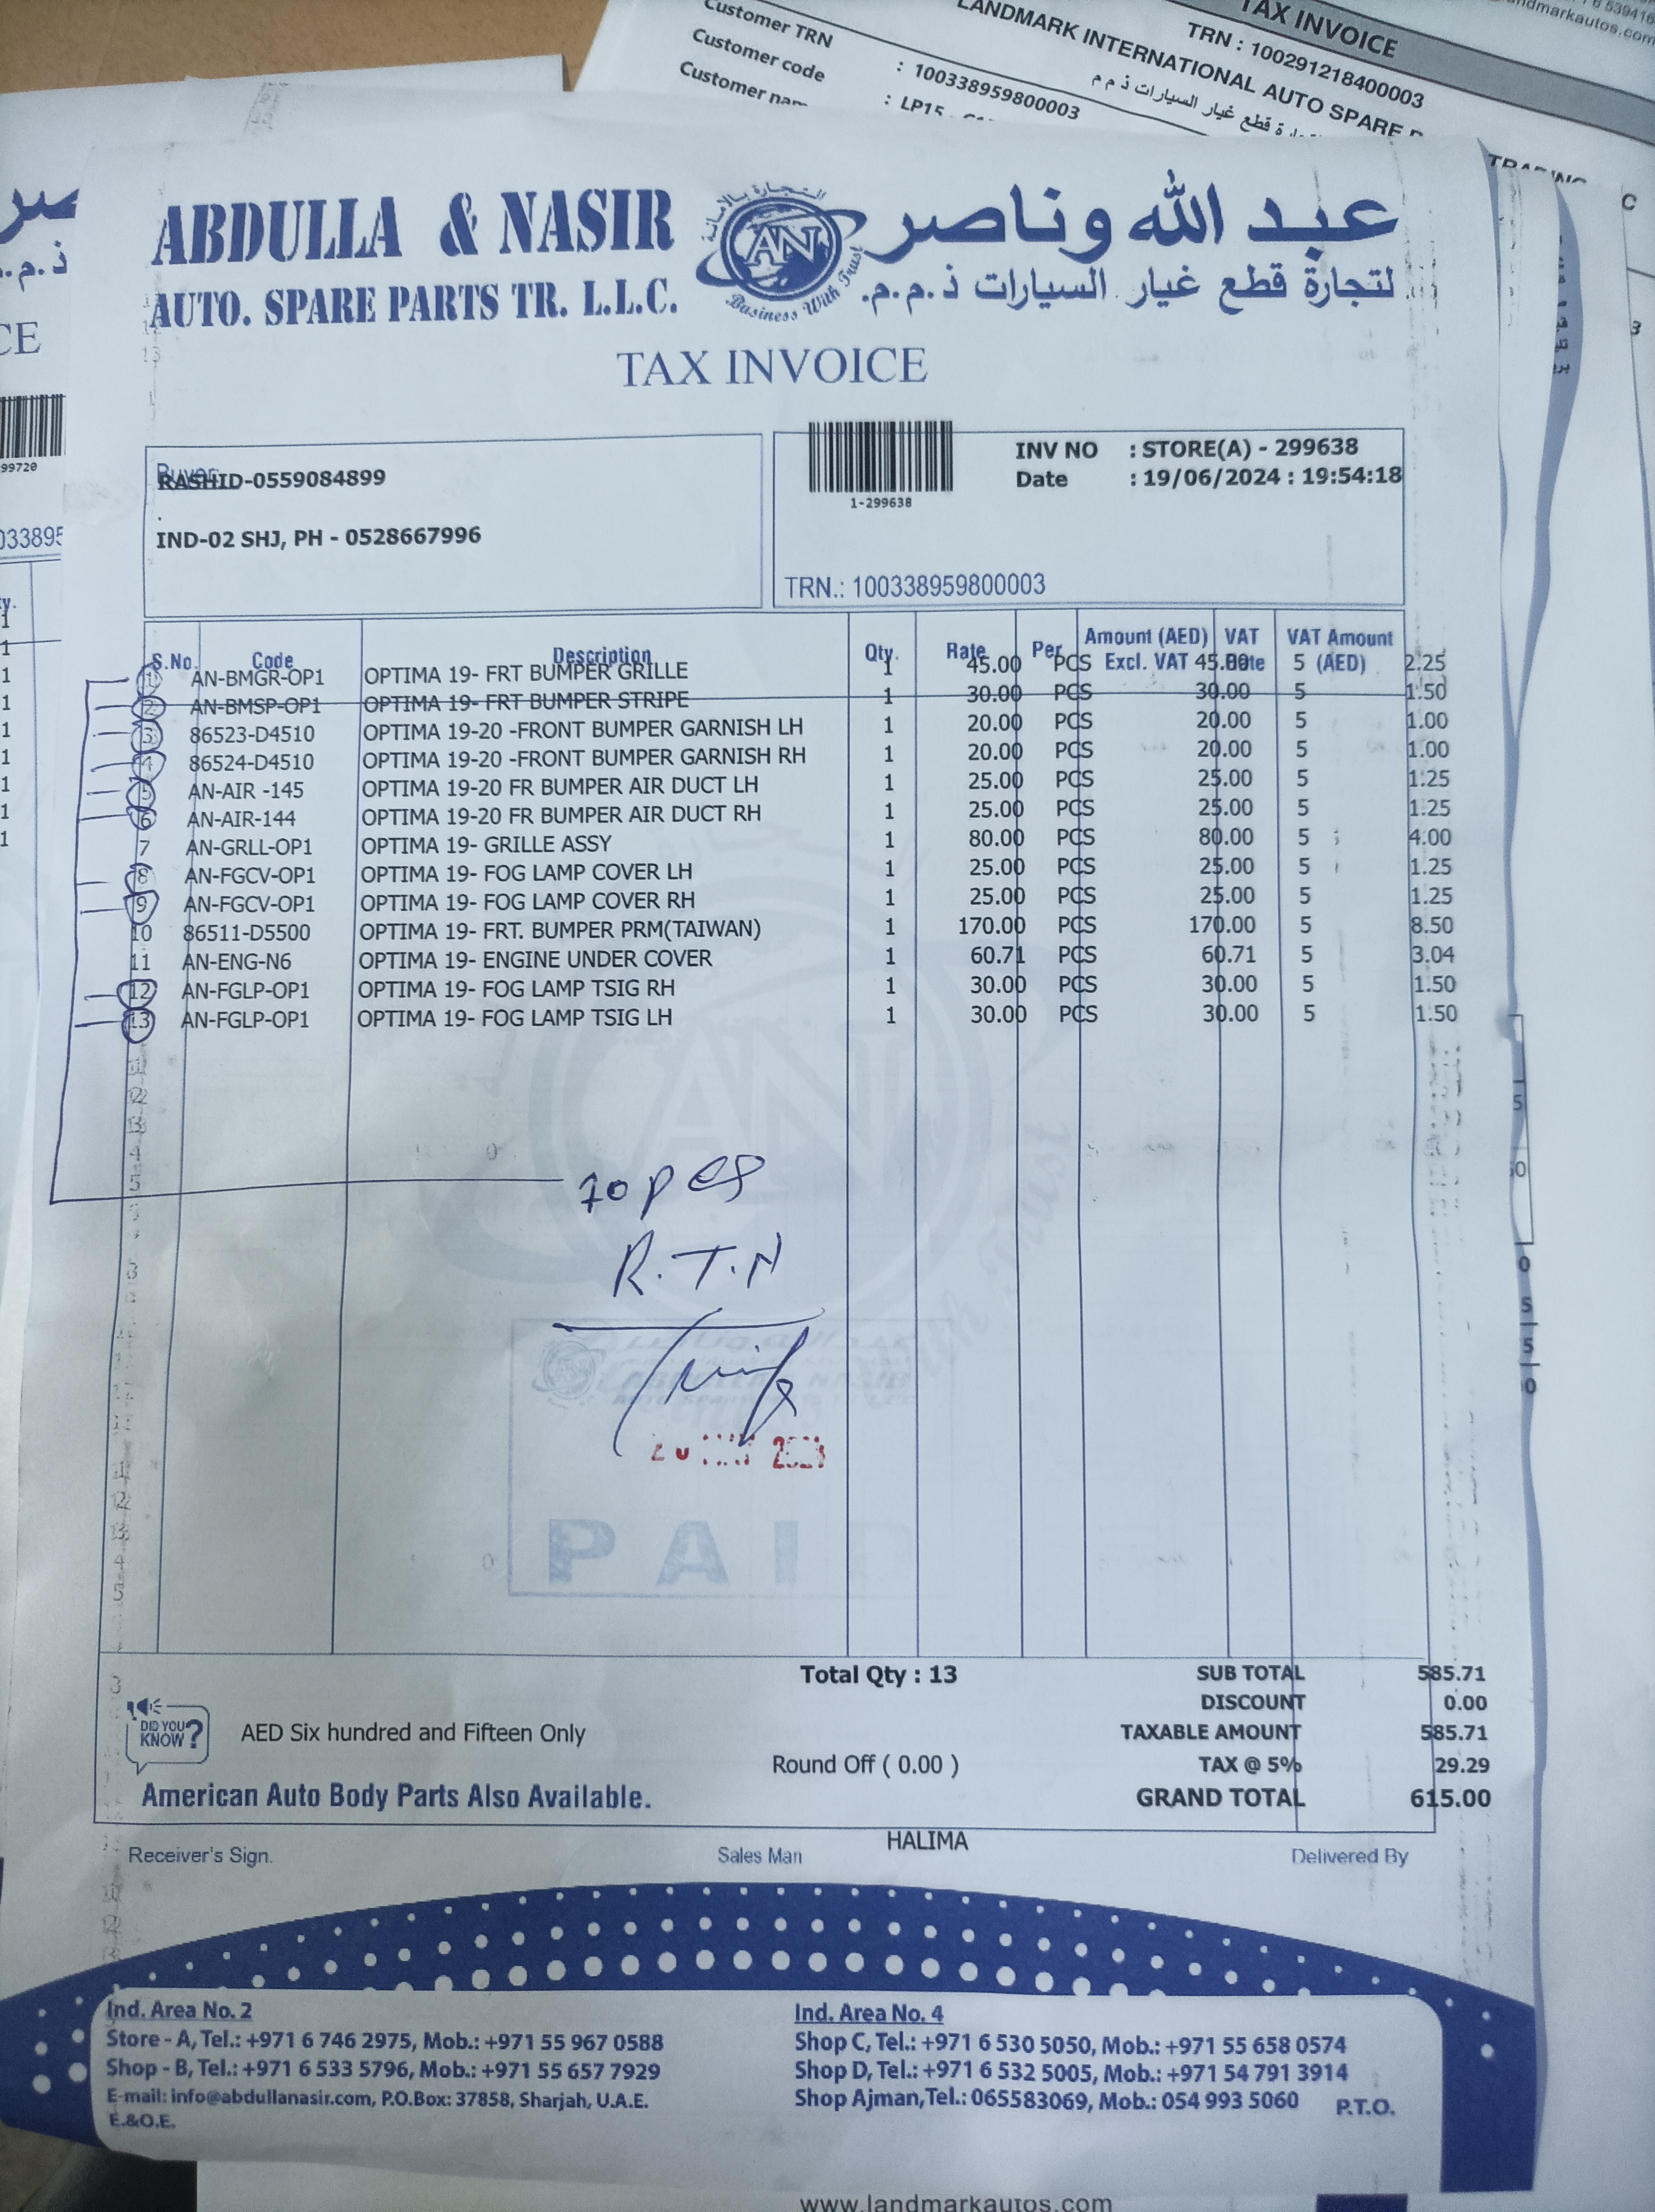 Customer TRN : 100338959800003
Customer code : LP15
Customer
LANDMARK INTERNATIONAL AUTO SPARE
TAX INVOICE
TRN : 100291218400003
ABDULLA & NASIR
AUTO. SPARE PARTS TR. L.L.C.
AN
Business With Trust
عبد الله وناصر
لتجارة قطع غيار السيارات ذ.م.م.
TAX INVOICE
Buyer:
RASHID-0559084899
.
IND-02 SHJ, PH - 0528667996
1-299638
INV NO : STORE(A) - 299638
Date : 19/06/2024 : 19:54:18
TRN.: 100338959800003
S.No. Code Description Qty. Rate Per Amount (AED) Excl. VAT VAT Rate VAT Amount (AED)
1 AN-BMGR-OP1 OPTIMA 19- FRT BUMPER GRILLE 1 45.00 PCS 45.00 5 2.25
2 AN-BMSP-OP1 OPTIMA 19- FRT BUMPER STRIPE 1 30.00 PCS 30.00 5 1.50
3 86523-D4510 OPTIMA 19-20 -FRONT BUMPER GARNISH LH 1 20.00 PCS 20.00 5 1.00
4 86524-D4510 OPTIMA 19-20 -FRONT BUMPER GARNISH RH 1 20.00 PCS 20.00 5 1.00
5 AN-AIR -145 OPTIMA 19-20 FR BUMPER AIR DUCT LH 1 25.00 PCS 25.00 5 1.25
6 AN-AIR-144 OPTIMA 19-20 FR BUMPER AIR DUCT RH 1 25.00 PCS 25.00 5 1.25
7 AN-GRLL-OP1 OPTIMA 19- GRILLE ASSY 1 80.00 PCS 80.00 5 4.00
8 AN-FGCV-OP1 OPTIMA 19- FOG LAMP COVER LH 1 25.00 PCS 25.00 5 1.25
9 AN-FGCV-OP1 OPTIMA 19- FOG LAMP COVER RH 1 25.00 PCS 25.00 5 1.25
10 86511-D5500 OPTIMA 19- FRT. BUMPER PRM(TAIWAN) 1 170.00 PCS 170.00 5 8.50
11 AN-ENG-N6 OPTIMA 19- ENGINE UNDER COVER 1 60.71 PCS 60.71 5 3.04
12 AN-FGLP-OP1 OPTIMA 19- FOG LAMP TSIG RH 1 30.00 PCS 30.00 5 1.50
13 AN-FGLP-OP1 OPTIMA 19- FOG LAMP TSIG LH 1 30.00 PCS 30.00 5 1.50
10 pcs
R.T.N
PAID
Total Qty : 13 SUB TOTAL 585.71
DISCOUNT 0.00
DID YOU KNOW? AED Six hundred and Fifteen Only TAXABLE AMOUNT 585.71
Round Off ( 0.00 ) TAX @ 5% 29.29
American Auto Body Parts Also Available. GRAND TOTAL 615.00
Receiver's Sign. Sales Man HALIMA Delivered By
Ind. Area No. 2
Store - A, Tel.: +971 6 746 2975, Mob.: +971 55 967 0588
Shop - B, Tel.: +971 6 533 5796, Mob.: +971 55 657 7929
E-mail: info@abdullanasir.com, P.O.Box: 37858, Sharjah, U.A.E.
E.&O.E.
Ind. Area No. 4
Shop C, Tel.: +971 6 530 5050, Mob.: +971 55 658 0574
Shop D, Tel.: +971 6 532 5005, Mob.: +971 54 791 3914
Shop Ajman, Tel.: 065583069, Mob.: 054 993 5060 P.T.O.
www.landmarkautos.com